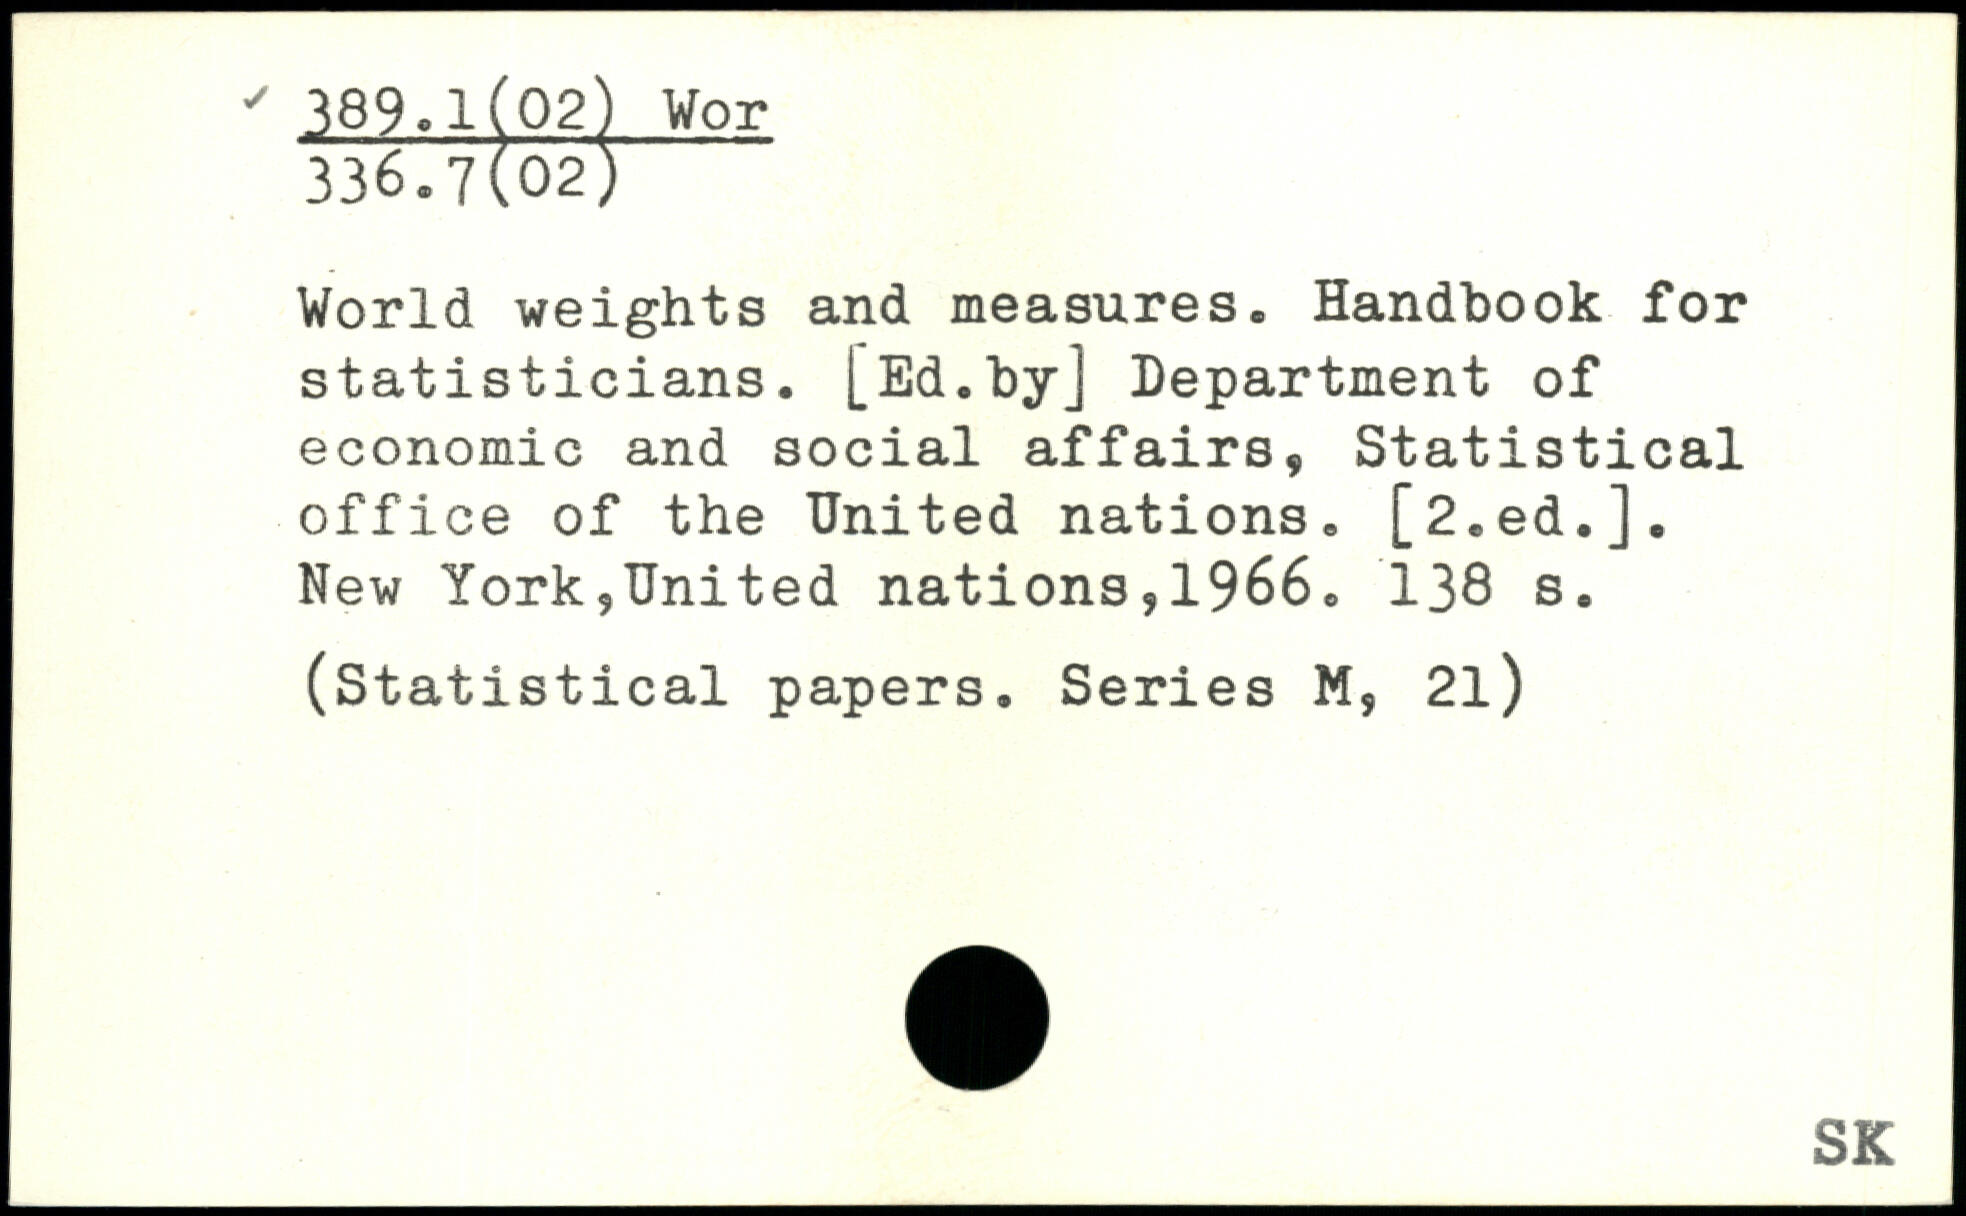 389.1(02) Wor
336.7(02)
World weights and measures. Handbook for
statisticians. [Ed.by] Department of
economic and social affairs, Statistical
office of the United nations. [2.ed.].
New York,United nations,1966. 138 s.
(Statistical papers. Series M, 21)
SK